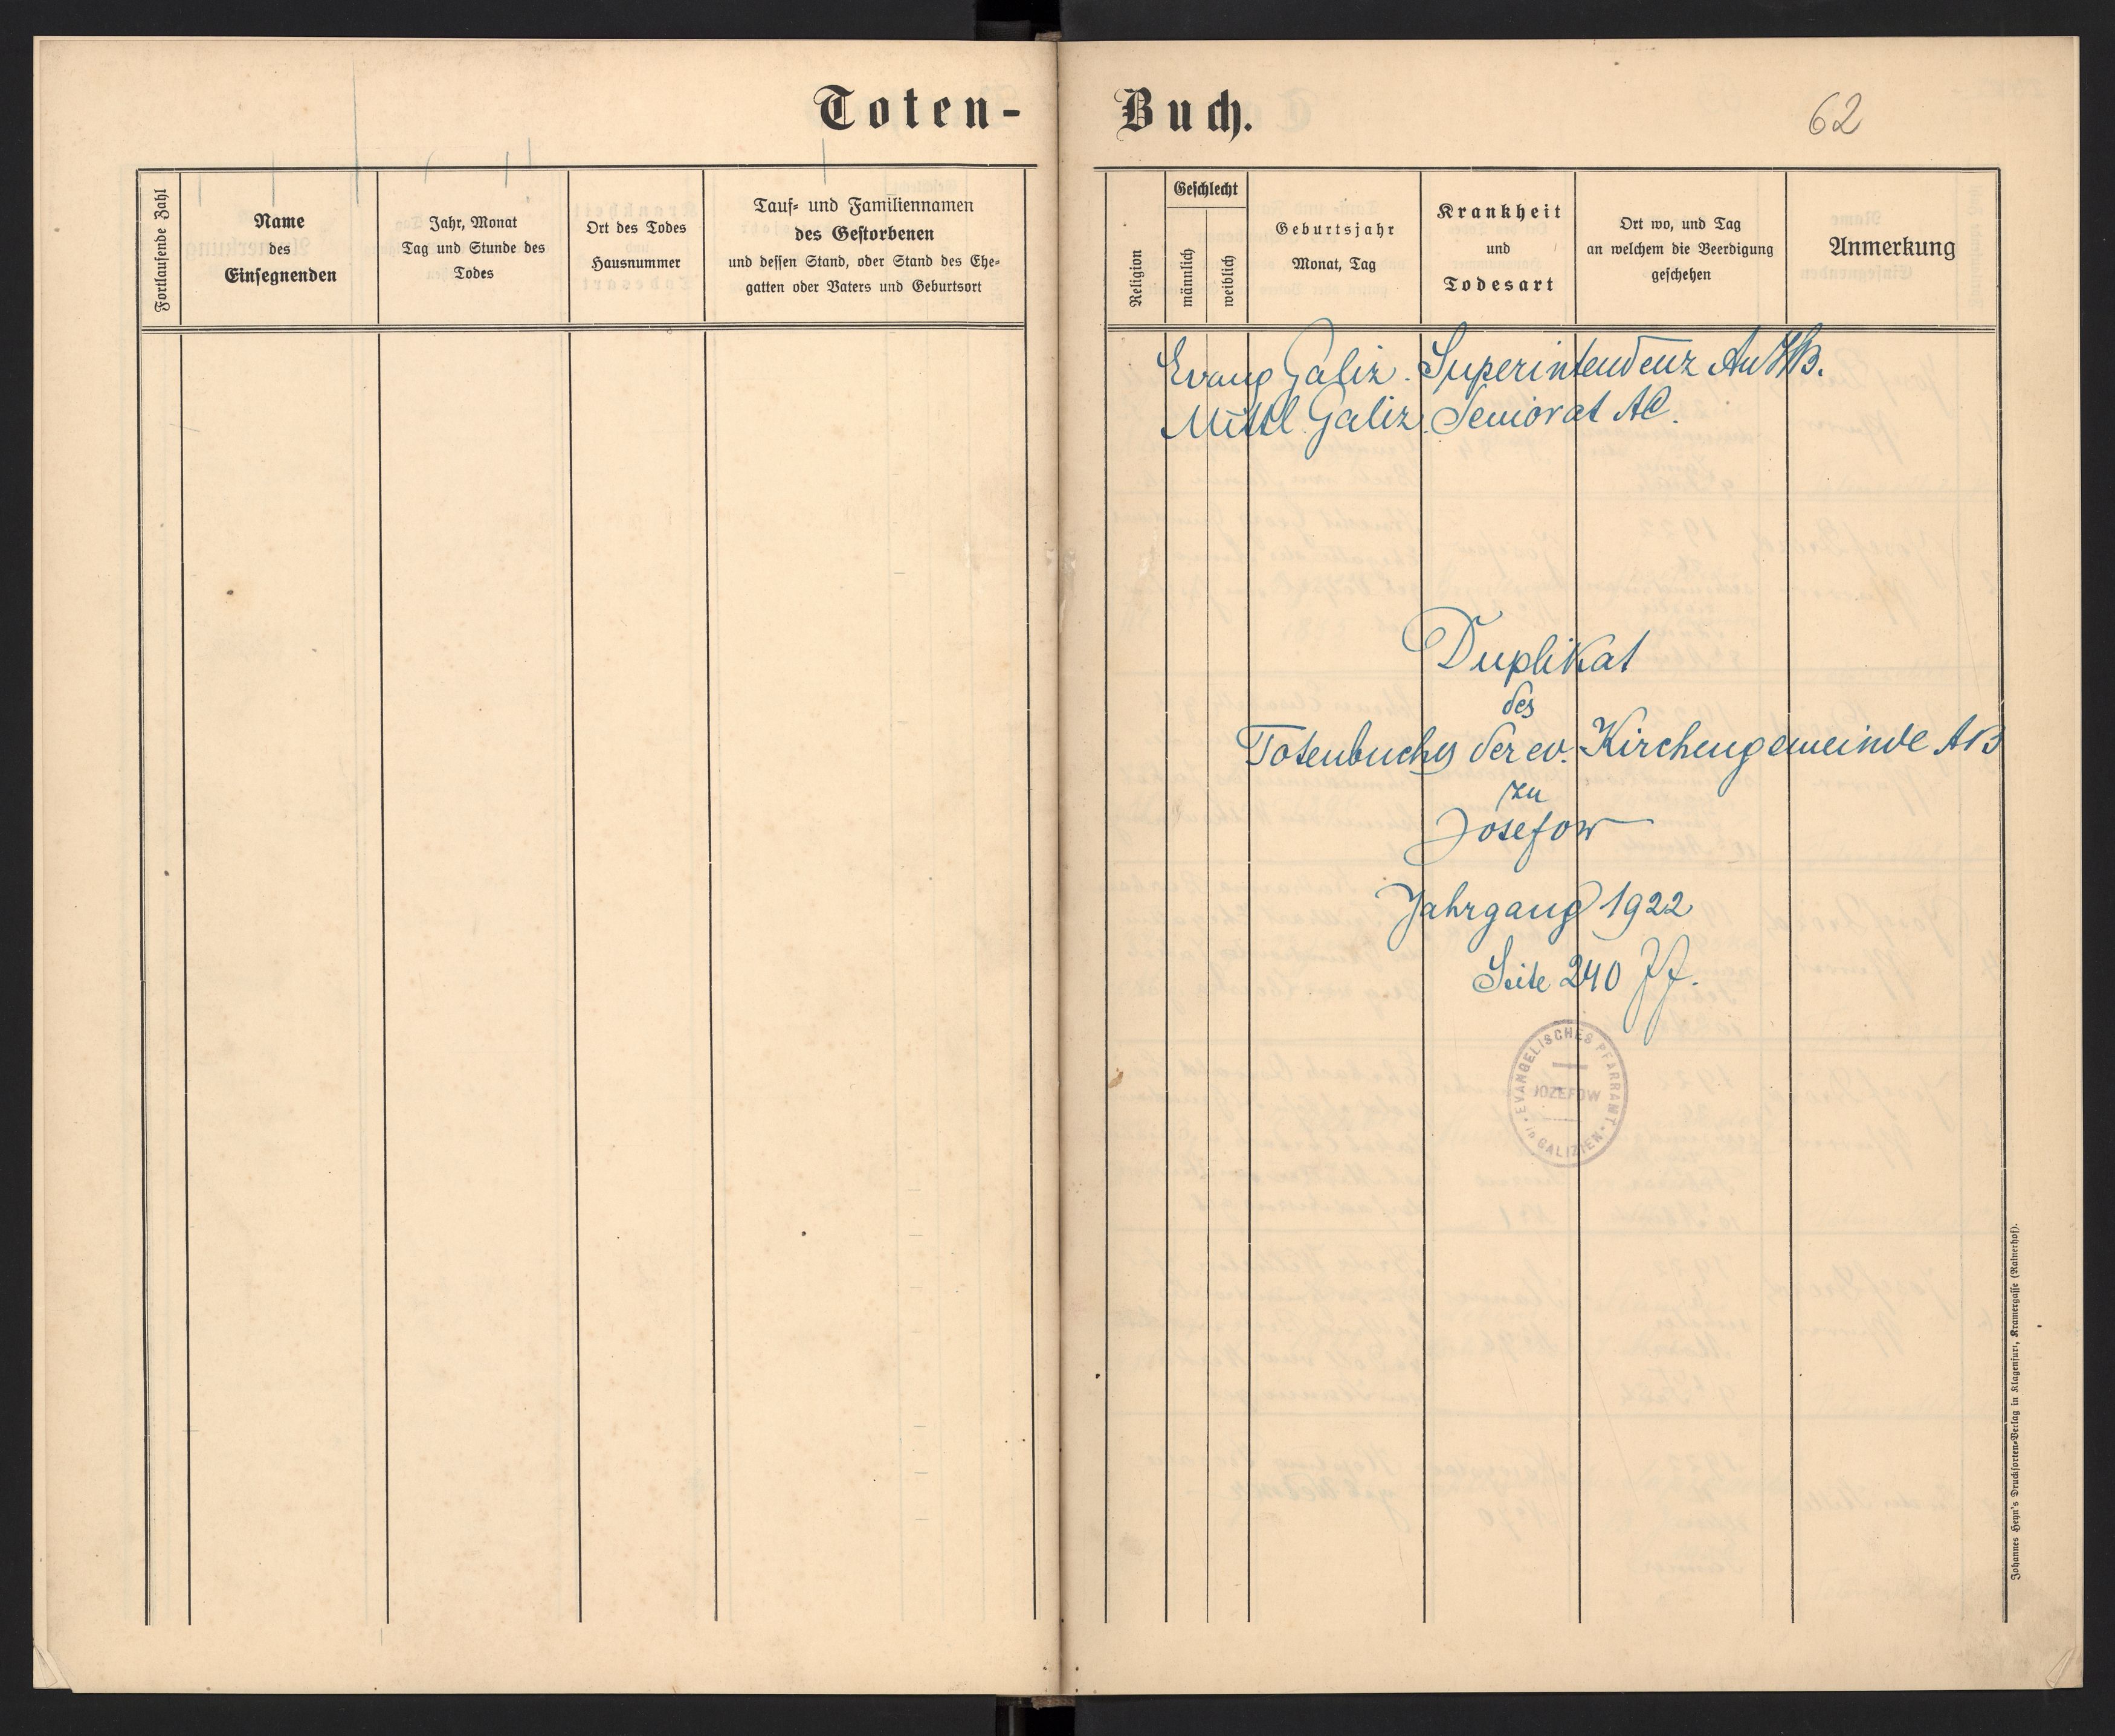 Toten-
Buch.
62
Fortlaufende Zahl
Name
des
Einsegnenden
Jahr, Monat
Tag und Stunde des
Todes
Ort des Todes
Hausnummer
Tauf- und Familiennamen
des Gestorbenen
und dessen Stand, oder Stand des Ehe-
gatten oder Vaters und Geburtsort
Religion
Geschlecht
männlich
weiblich
Geburtsjahr
Monat, Tag
Krankheit
und
Todesart
Ort wo, und Tag
an welchem die Beerdigung
geschehen
Anmerkung
Evang Galiz. Superintendenz AuHB.
Mittl. Galiz. Seniorat AC.
Duplikat
des
Totenbuches der ev. Kirchengemeinde AB
zu
Josefow
Jahrgang 1922
Seite 240 ff.
EVANGELISCHES PFARRAMT
JOZEFOW
in GALIZIEN
Johannes Heyn's Drucksorten-Verlag in Klagenfurt, Kramergasse (Rainerhof).